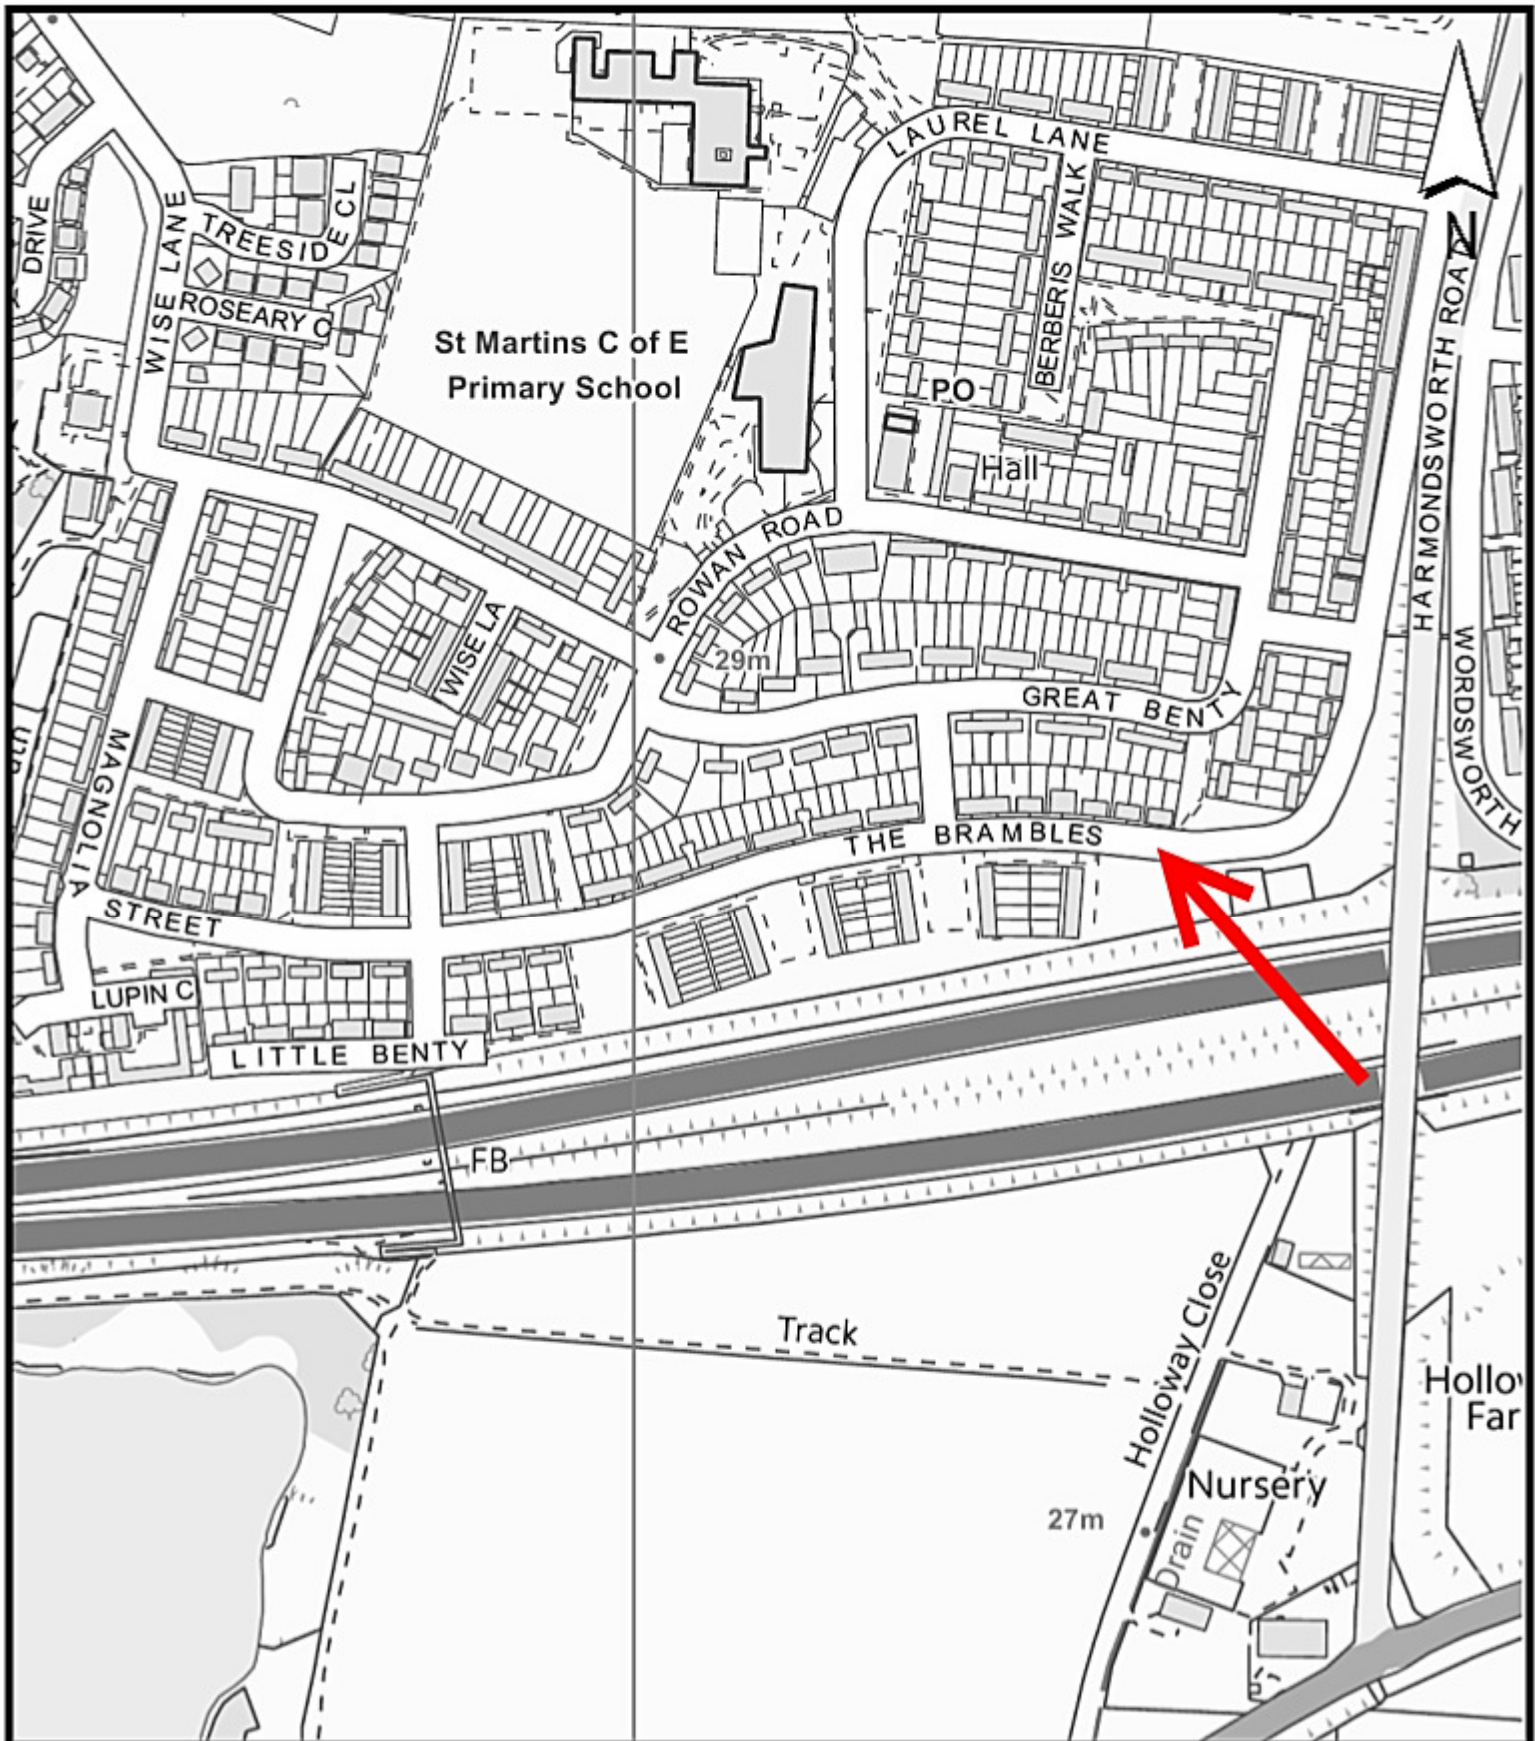 LAUREL LANE
DRIVE
WISE LANE
TREESIDE CL
BERBERIS WALK
N
ROSEARY C
St Martins C of E
Primary School
HARMONDSWORTH ROAD
PO
Hall
ROWAN ROAD
WISE LA
29m
WORDSWORTH
GREAT BENTY
MAGNOLIA
STREET
THE BRAMBLES
LUPIN C
LITTLE BENTY
FB
Track
Holloway Close
Hollo
Far
Nursery
27m
Drain